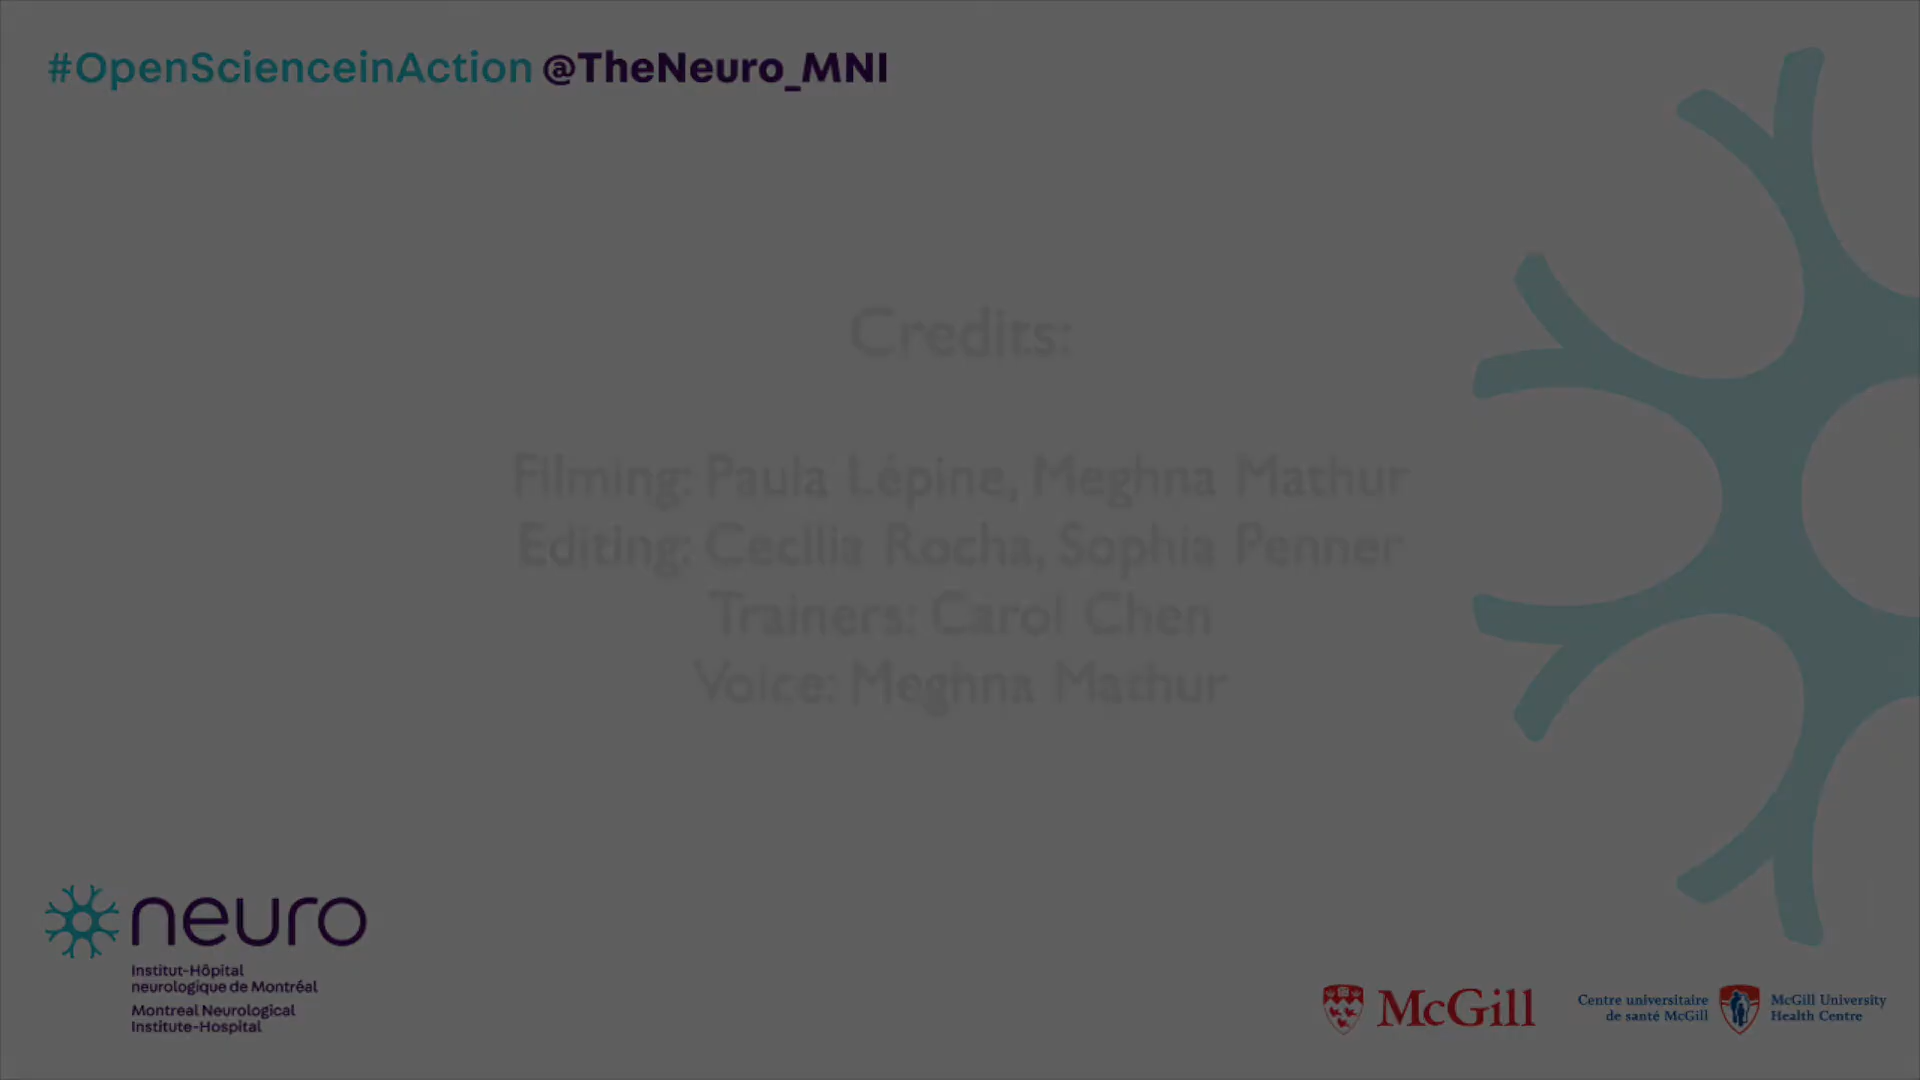 #OpenScienceinAction @TheNeuro_MNI
Credits:
Filming: Paula Lépine, Meghna Mathur
Editing: Cecilia Rocha, Sophia Penner
Trainers: Carol Chen
Voice: Meghna Mathur
neuro
Institut-Hôpital
neurologique de Montréal
Montreal Neurological
Institute-Hospital
McGill
Centre universitaire
de santé McGill
McGill University
Health Centre